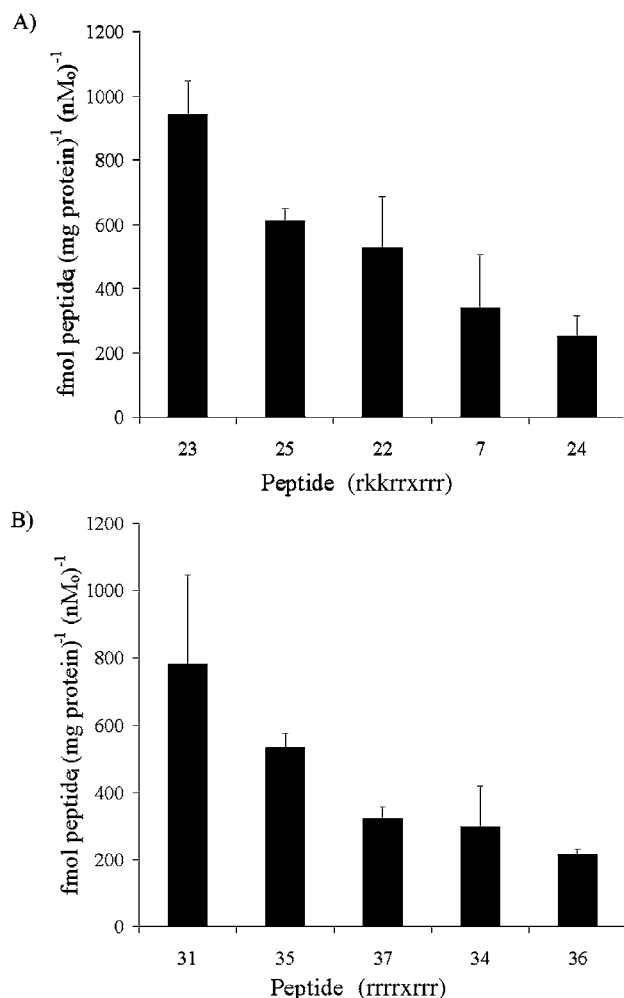 A)
fmol peptideᵢ (mg protein)⁻¹ (nM₀)⁻¹
1200
1000
800
600
400
200
0
23 25 22 7 24
Peptide (rkkrrxrrr)
B)
fmol peptideᵢ (mg protein)⁻¹ (nM₀)⁻¹
1200
1000
800
600
400
200
0
31 35 37 34 36
Peptide (rrrrxrrr)